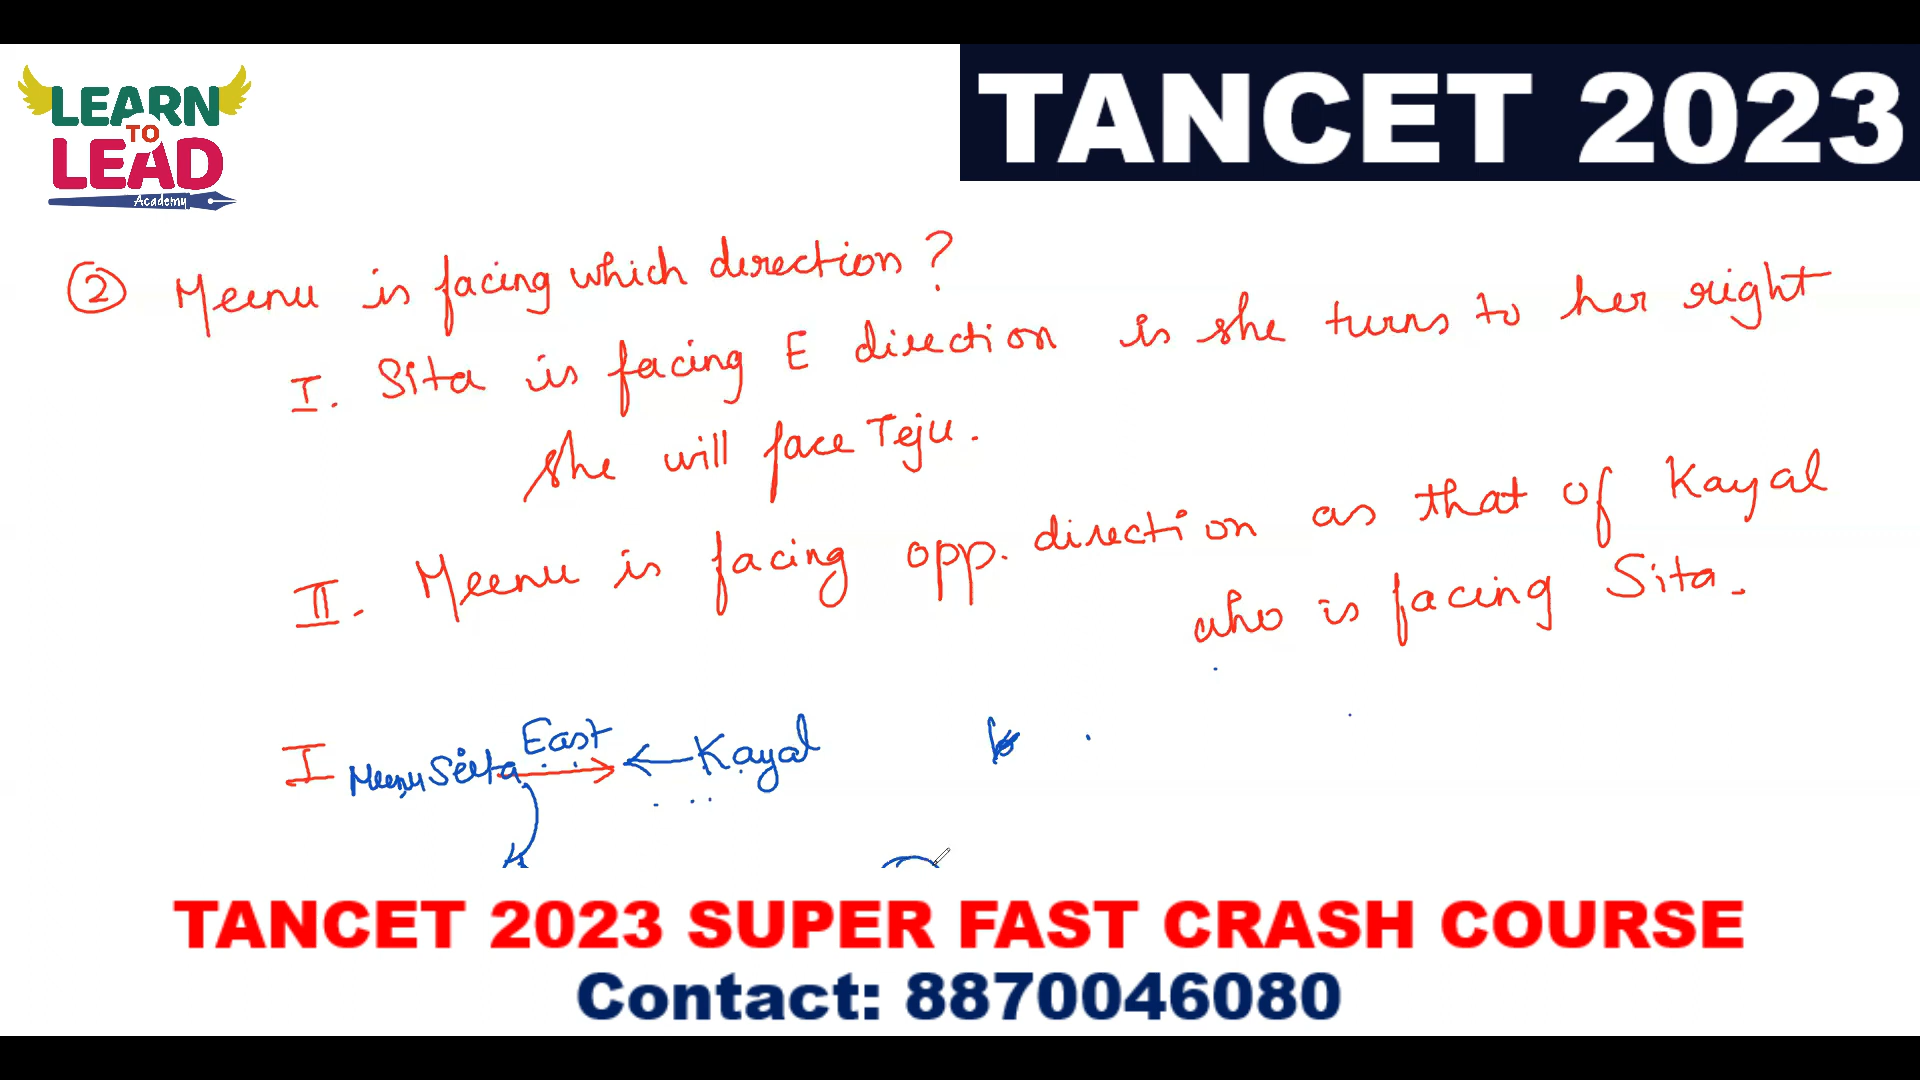 LEARN
TO
LEAD
Academy
TANCET 2023
② Meenu is facing which direction?
I. Sita is facing E direction is she turns to her right
she will face Teju.
II. Meenu is facing opp. direction as that of Kayal
who is facing Sita.
East
I Meenu Seeta Kayal
TANCET 2023 SUPER FAST CRASH COURSE
Contact: 8870046080